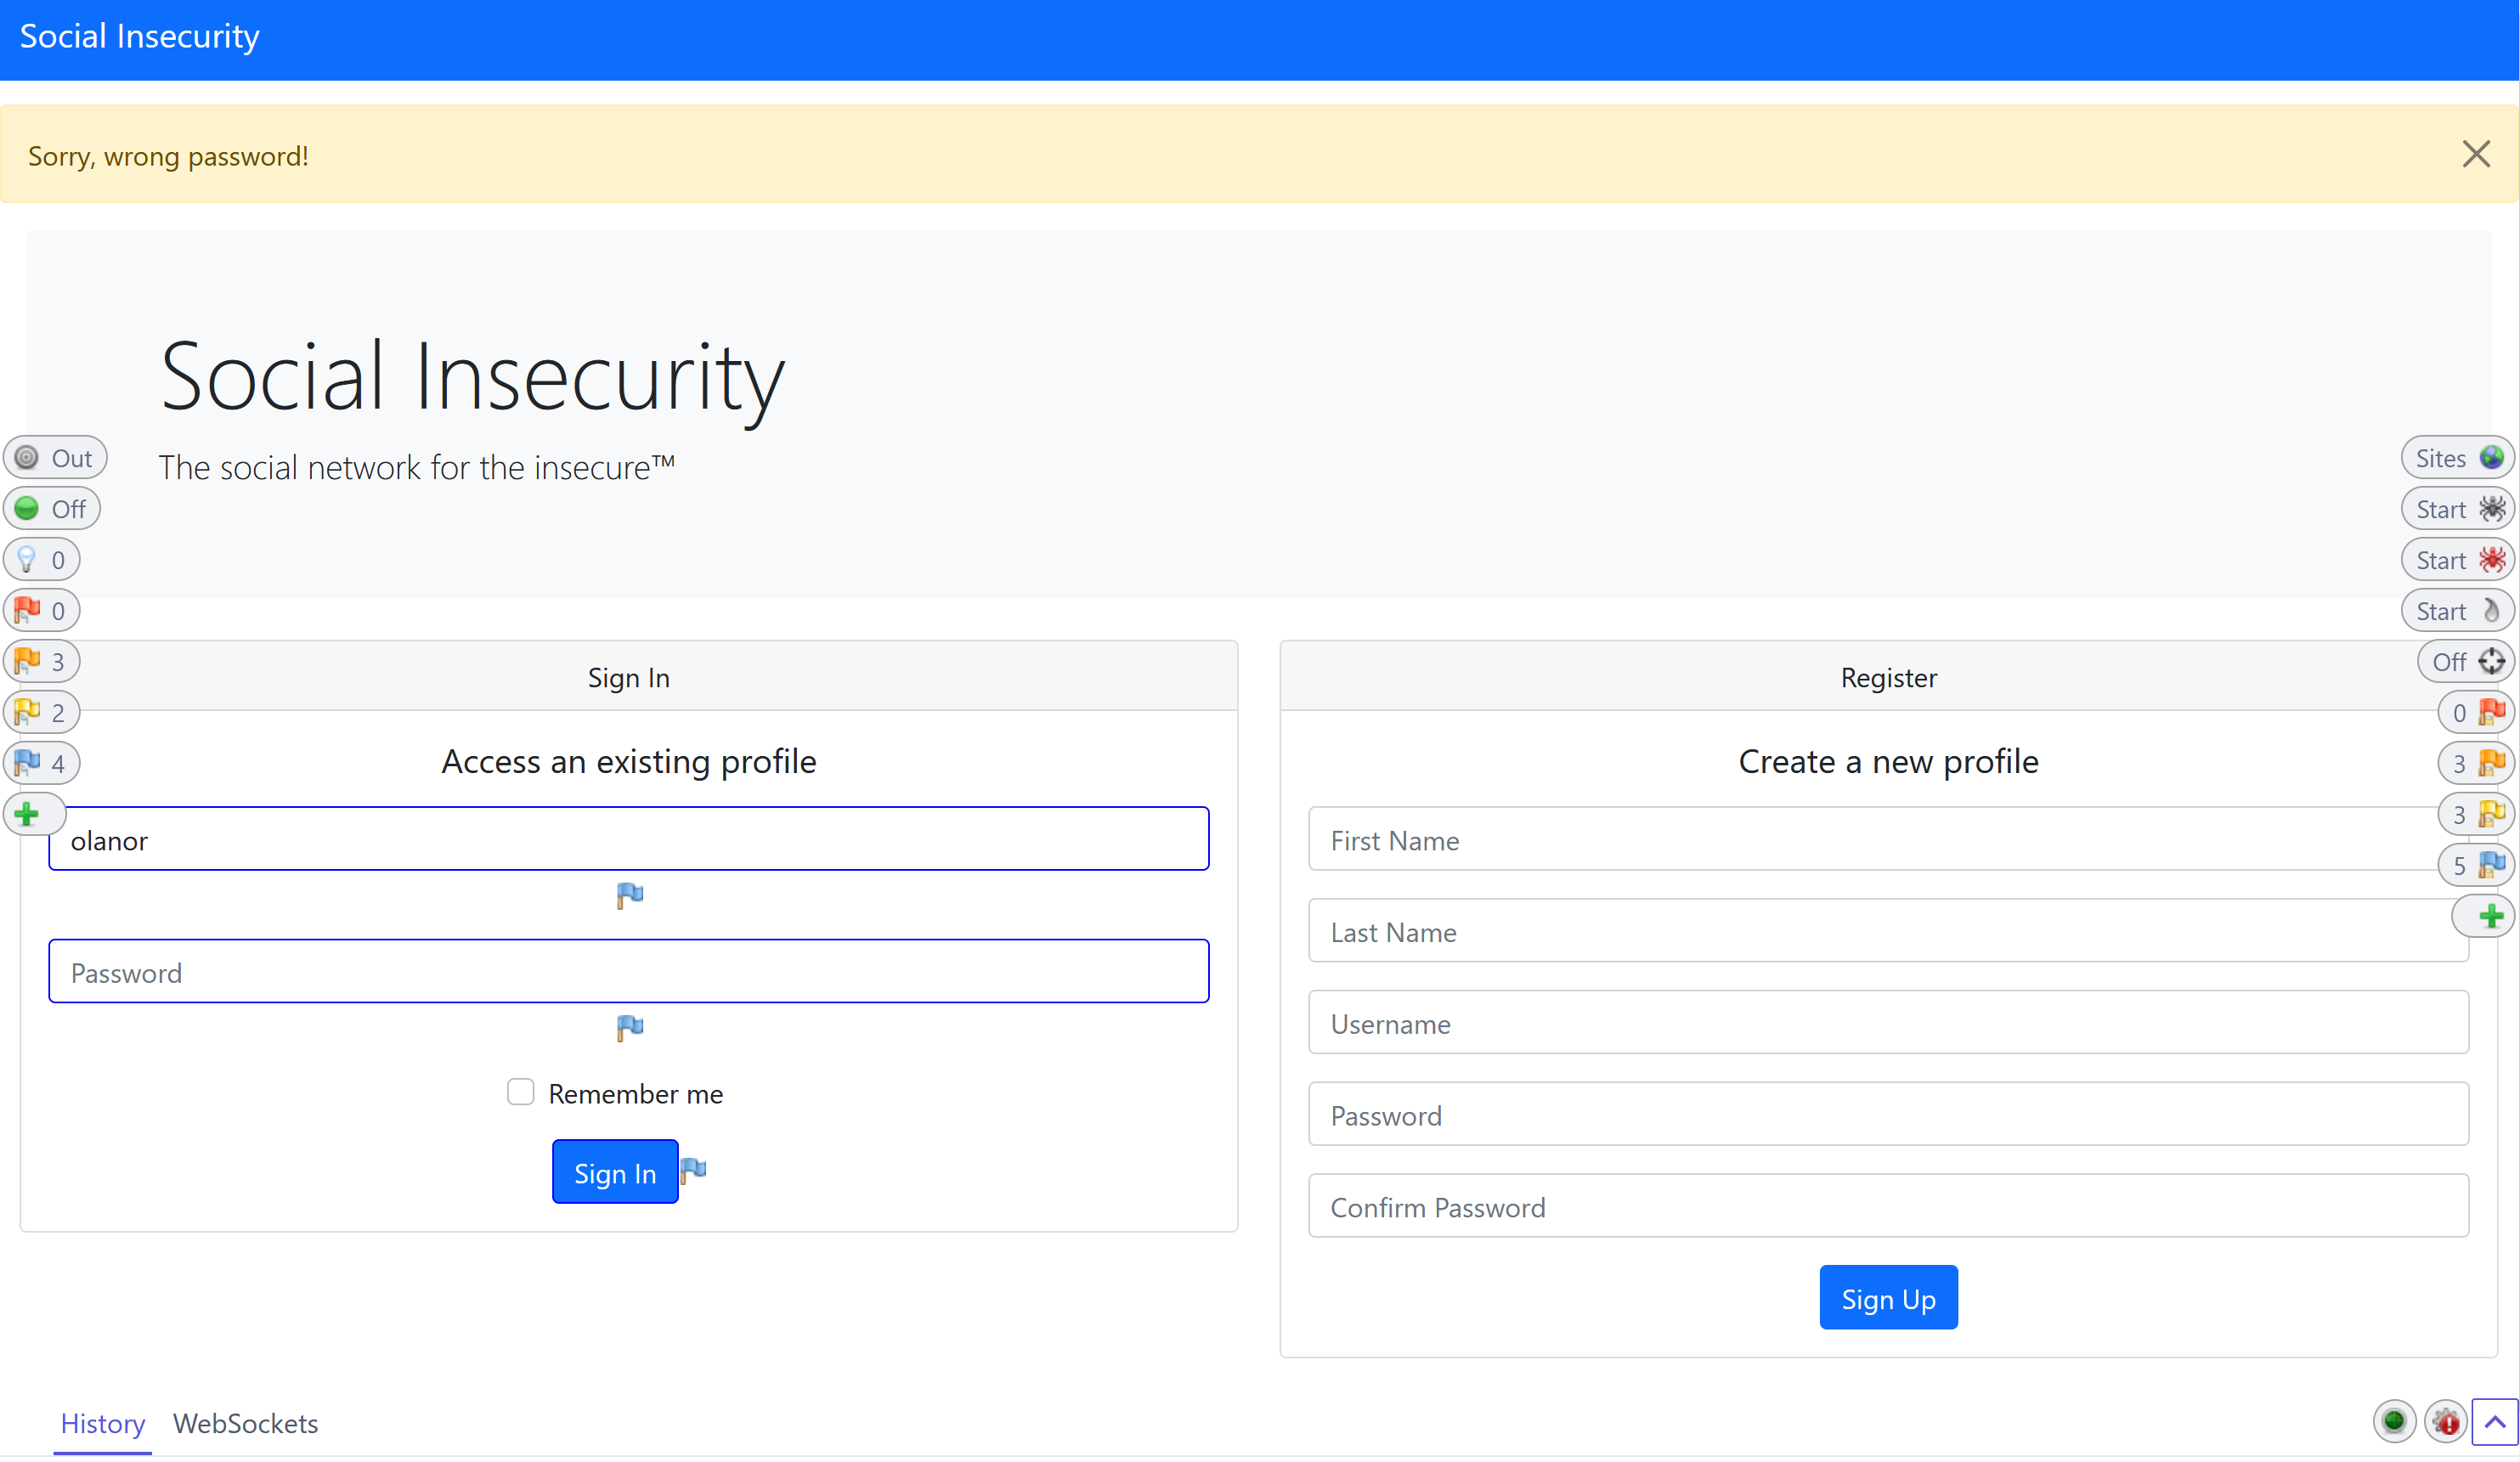 Social Insecurity
Sorry, wrong password!
Social Insecurity
The social network for the insecure™
Out
Off
0
0
3
2
4
Sites
Start
Start
Start
Off
0
3
3
5
Sign In
Access an existing profile
olanor
Password
Remember me
Sign In
Register
Create a new profile
First Name
Last Name
Username
Password
Confirm Password
Sign Up
History WebSockets